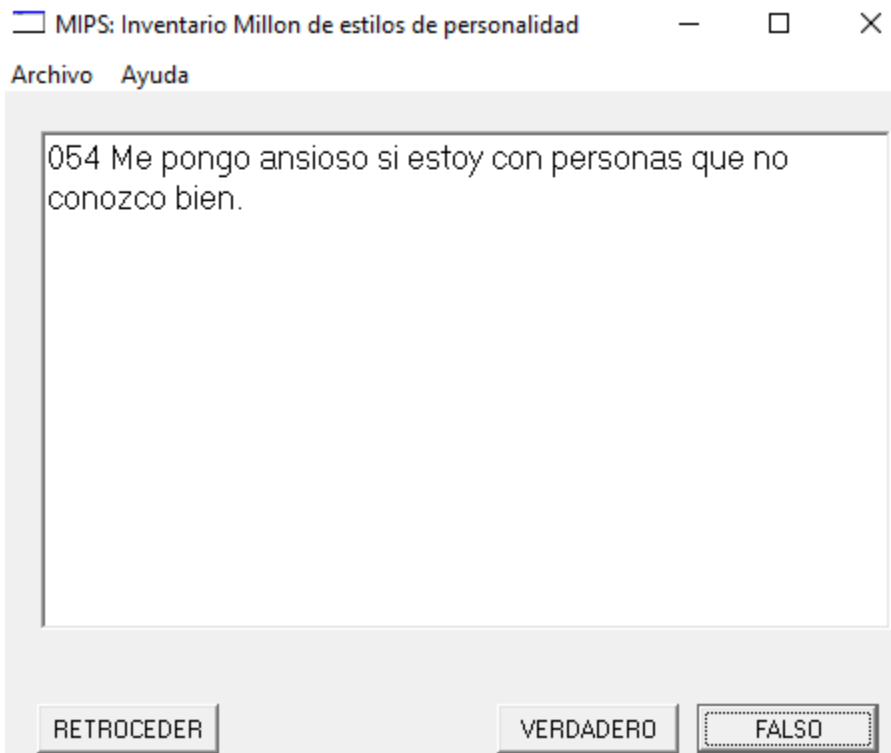 MIPS: Inventario Millon de estilos de personalidad
Archivo Ayuda
054 Me pongo ansioso si estoy con personas que no
conozco bien.
RETROCEDER VERDADERO FALSO